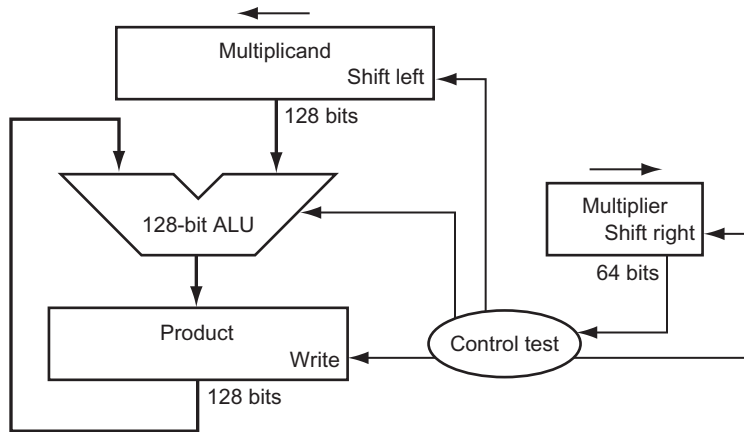 Multiplicand
Shift left
128 bits
128-bit ALU
Multiplier
Shift right
64 bits
Product
Write
Control test
128 bits